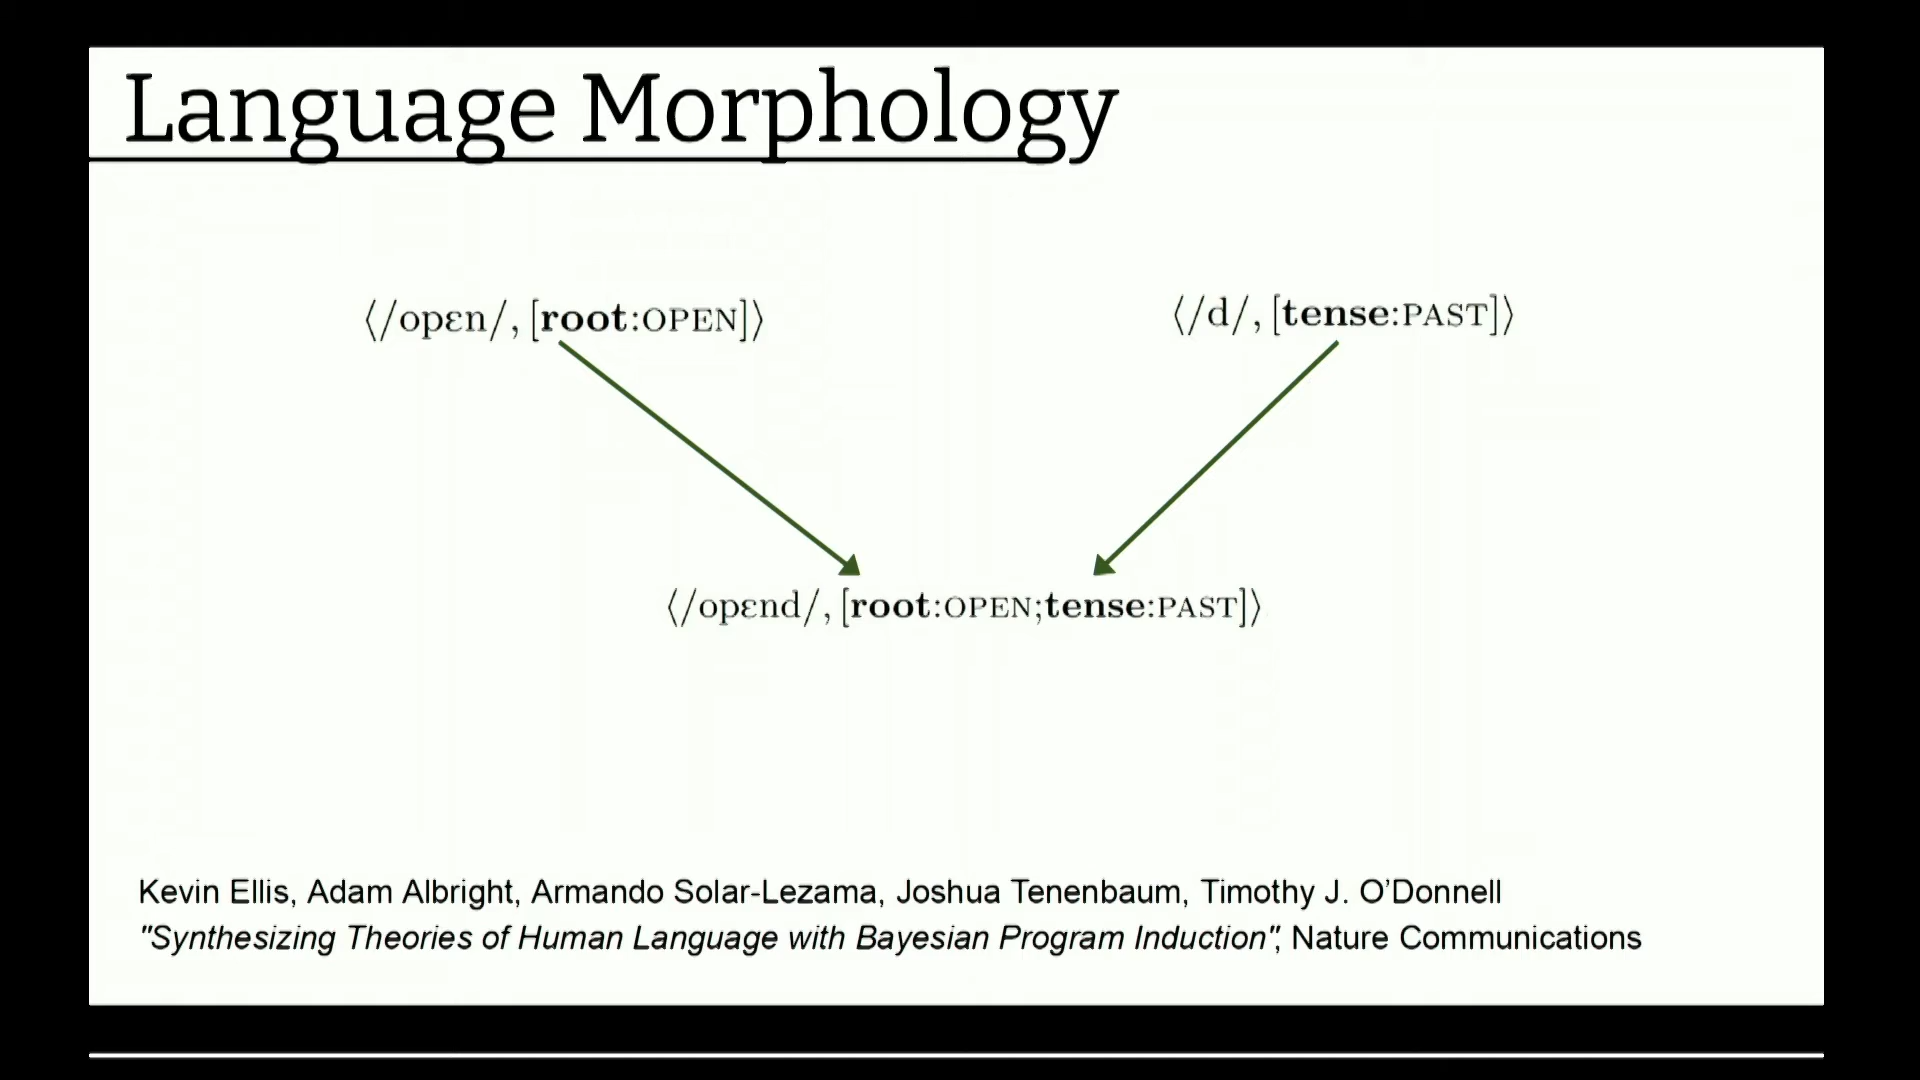 Language Morphology
⟨/opɛn/, [root:OPEN]⟩
⟨/d/, [tense:PAST]⟩
⟨/opɛnd/, [root:OPEN;tense:PAST]⟩
Kevin Ellis, Adam Albright, Armando Solar-Lezama, Joshua Tenenbaum, Timothy J. O’Donnell
"Synthesizing Theories of Human Language with Bayesian Program Induction", Nature Communications